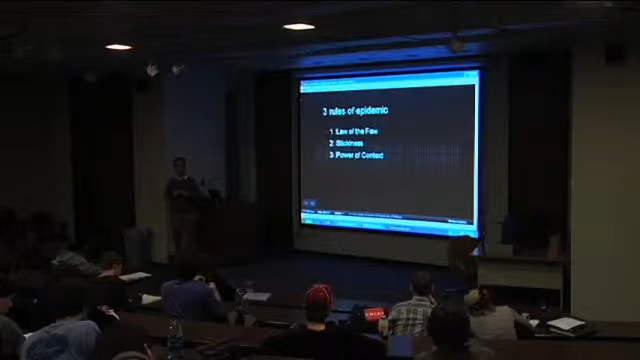 3 rules of epidemic
1 Law of the Few
2 Stickiness
3 Power of Context